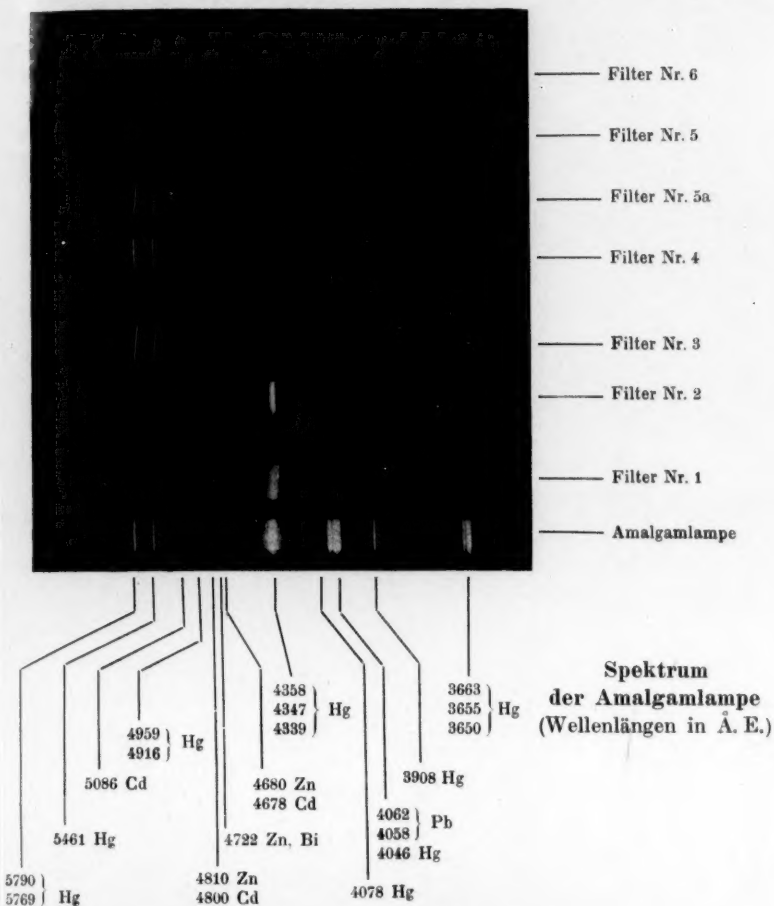 Filter Nr. 6
Filter Nr. 5
Filter Nr. 5a
Filter Nr. 4
Filter Nr. 3
Filter Nr. 2
Filter Nr. 1
Amalgamlampe
Spektrum
der Amalgamlampe
(Wellenlängen in Å. E.)
4358
4347 } Hg
4339
3663
3655 } Hg
3650
4959
4916 } Hg
5086 Cd
4680 Zn
4678 Cd
3908 Hg
5461 Hg
4722 Zn, Bi
4062
4058 } Pb
4046 Hg
5790
5769 } Hg
4810 Zn
4800 Cd
4078 Hg